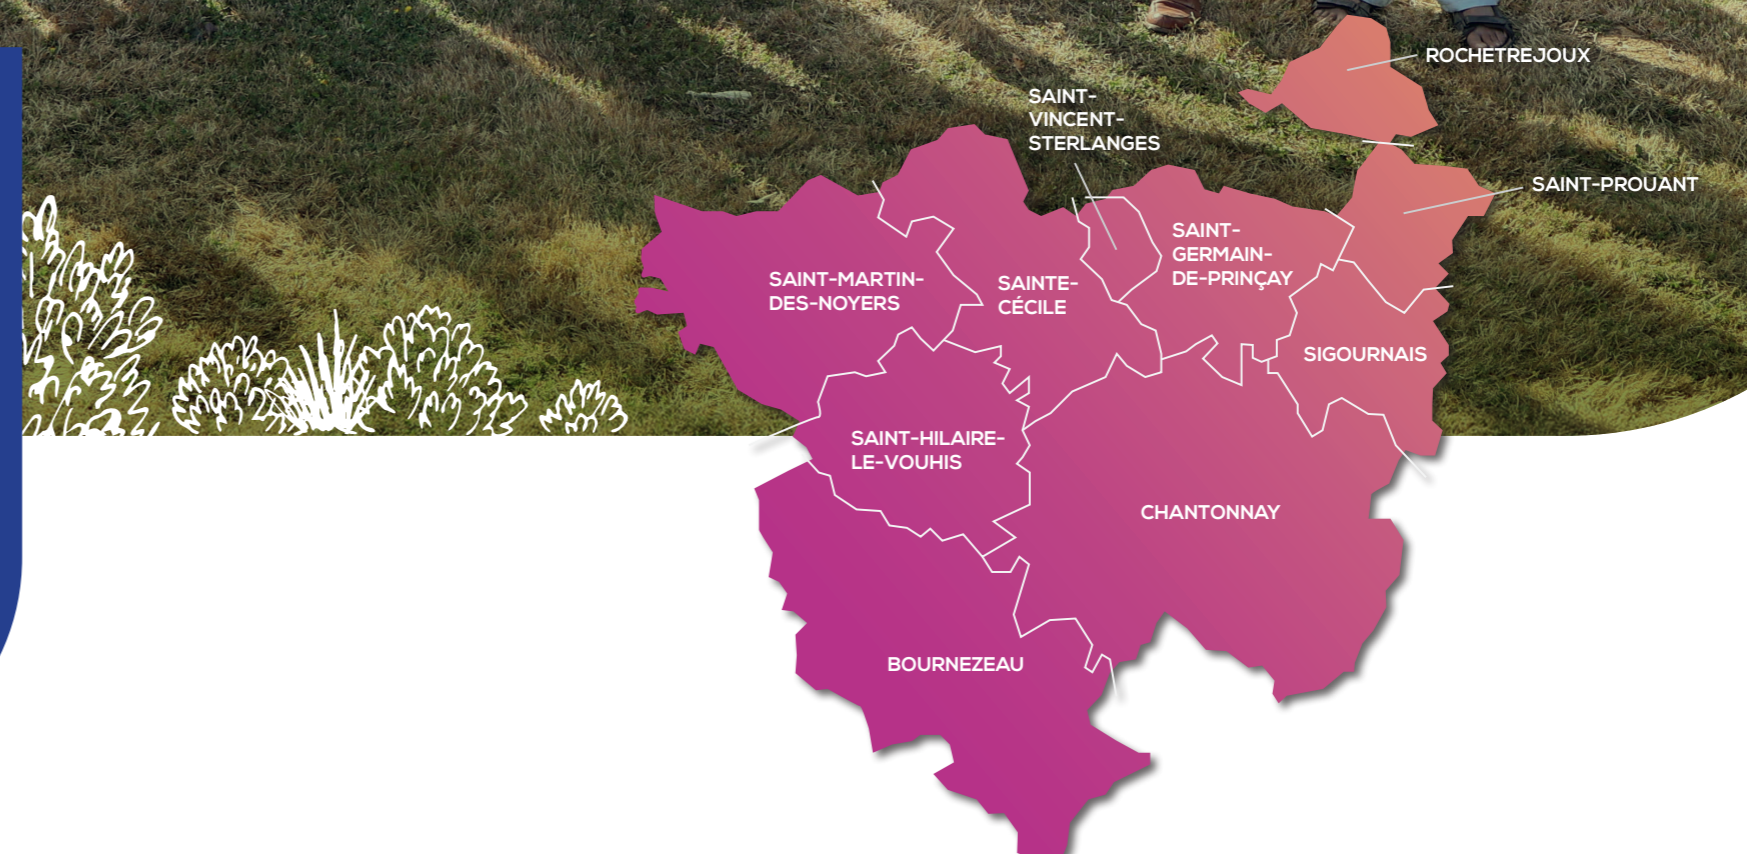 ROCHETREJOUX
SAINT-
VINCENT-
STERLANGES
SAINT-PROUANT
SAINT-
GERMAIN-
DE-PRINÇAY
SAINT-MARTIN-
DES-NOYERS
SAINTE-
CÉCILE
SIGOURNAIS
SAINT-HILAIRE-
LE-VOUHIS
CHANTONNAY
BOURNEZEAU